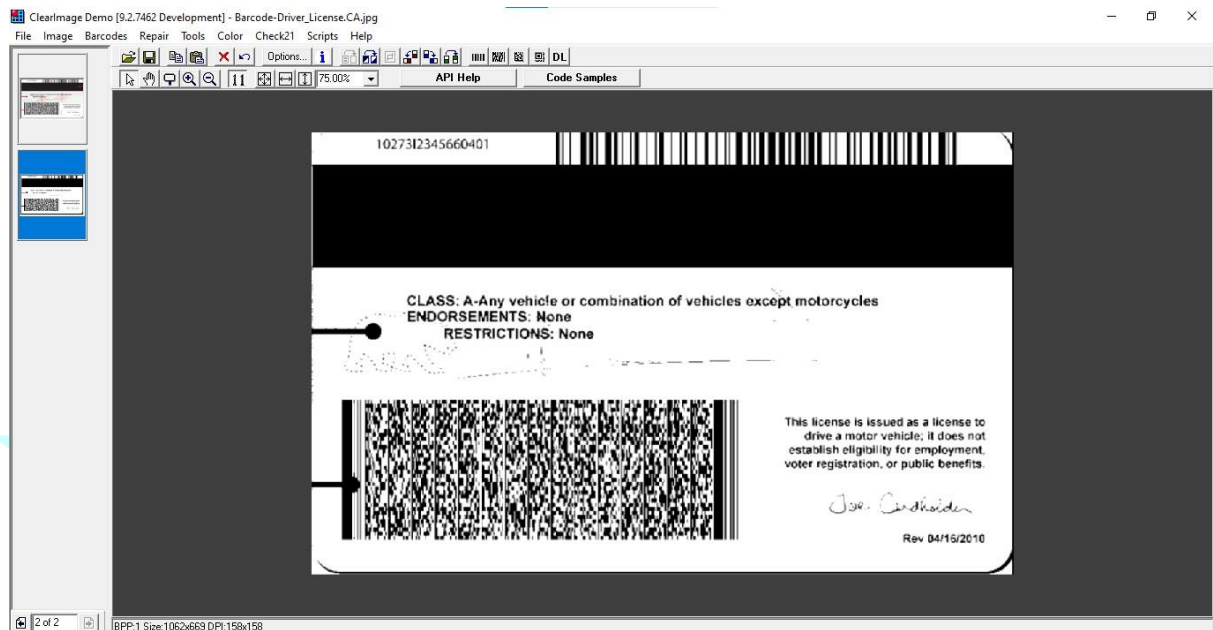 ClearImage Demo [9.2.7462 Development] - Barcode-Driver_License.CA.jpg
File Image Barcodes Repair Tools Color Check21 Scripts Help
Options... DL
11 75.00% API Help Code Samples
10273I2345660401
CLASS: A-Any vehicle or combination of vehicles except motorcycles
ENDORSEMENTS: None
RESTRICTIONS: None
This license is issued as a license to
drive a motor vehicle; it does not
establish eligibility for employment,
voter registration, or public benefits.
Joe Cardholder
Rev 04/16/2010
2 of 2 BPP:1 Size:1062x669 DPI:158x158